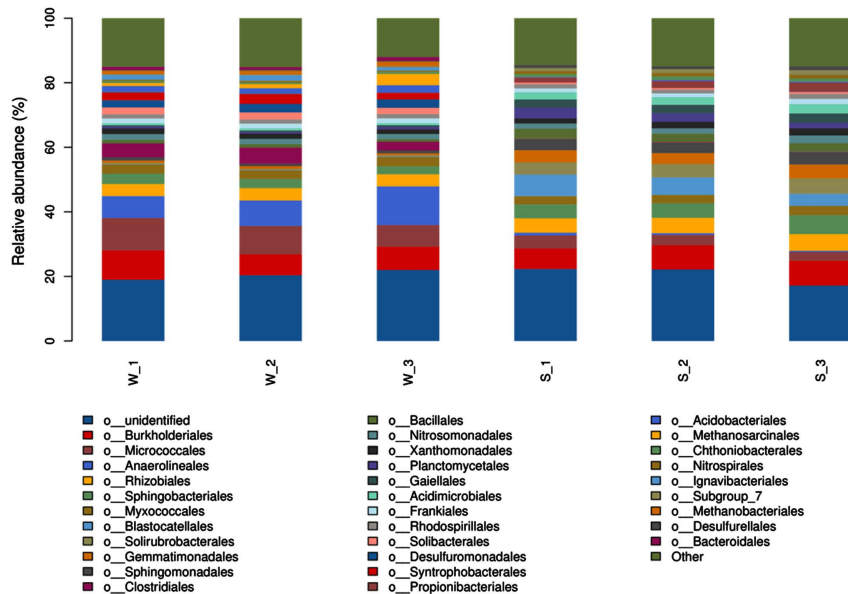 Relative abundance (%)
100
80
60
40
20
0
W_1 W_2 W_3 S_1 S_2 S_3
o__unidentified
o__Burkholderiales
o__Micrococcales
o__Anaerolineales
o__Rhizobiales
o__Sphingobacteriales
o__Myxococcales
o__Blastocatellales
o__Solirubrobacterales
o__Gemmatimonadales
o__Sphingomonadales
o__Clostridiales
o__Bacillales
o__Nitrosomonadales
o__Xanthomonadales
o__Planctomycetales
o__Gaiellales
o__Acidimicrobiales
o__Frankiales
o__Rhodospirillales
o__Solibacterales
o__Desulfuromonadales
o__Syntrophobacterales
o__Propionibacteriales
o__Acidobacteriales
o__Methanosarcinales
o__Chthoniobacterales
o__Nitrospirales
o__Ignavibacteriales
o__Subgroup_7
o__Methanobacteriales
o__Desulfurellales
o__Bacteroidales
Other